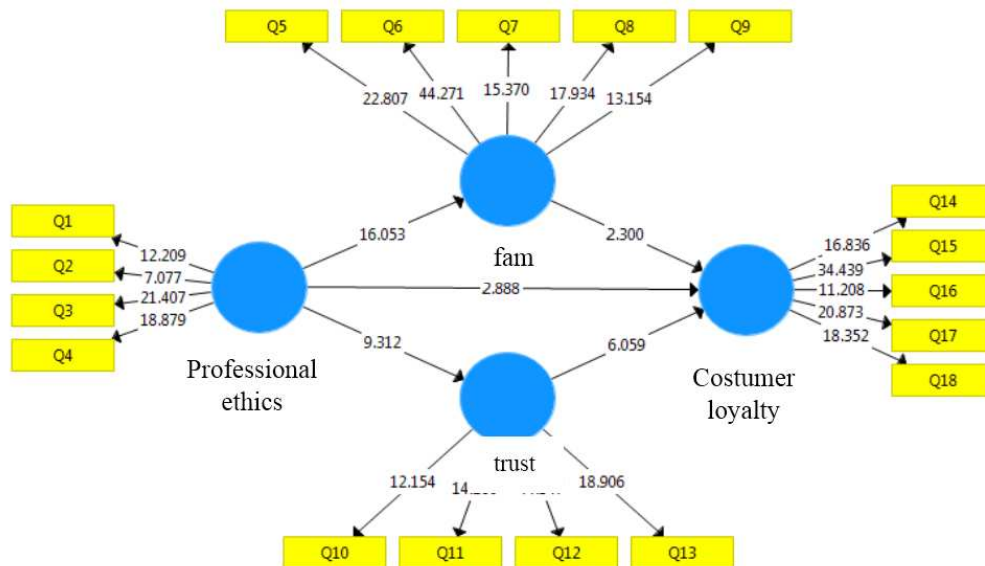 Q5
Q6
Q7
Q8
Q9
22.807
44.271
15.370
17.934
13.154
Q1
Q2
Q3
Q4
12.209
7.077
21.407
18.879
16.053
fam
2.300
2.888
9.312
6.059
Professional
ethics
Costumer
loyalty
16.836
34.439
11.208
20.873
18.352
Q14
Q15
Q16
Q17
Q18
trust
12.154
18.906
Q10
Q11
Q12
Q13